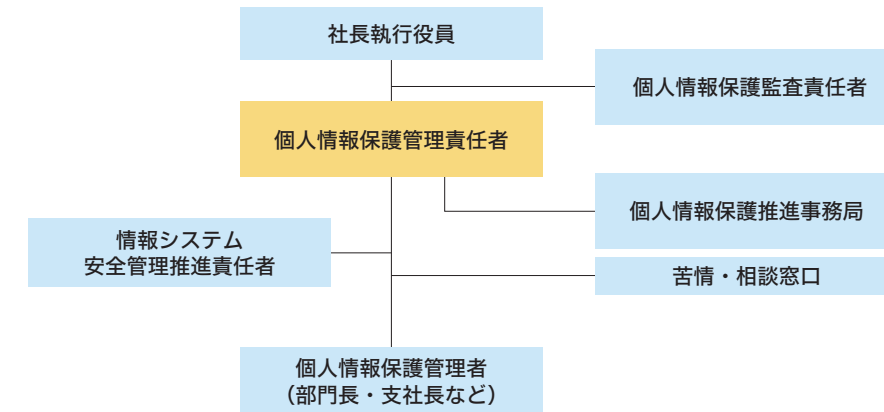 社長執行役員
個人情報保護監査責任者
個人情報保護管理責任者
個人情報保護推進事務局
情報システム
安全管理推進責任者
苦情・相談窓口
個人情報保護管理者
（部門長・支社長など）